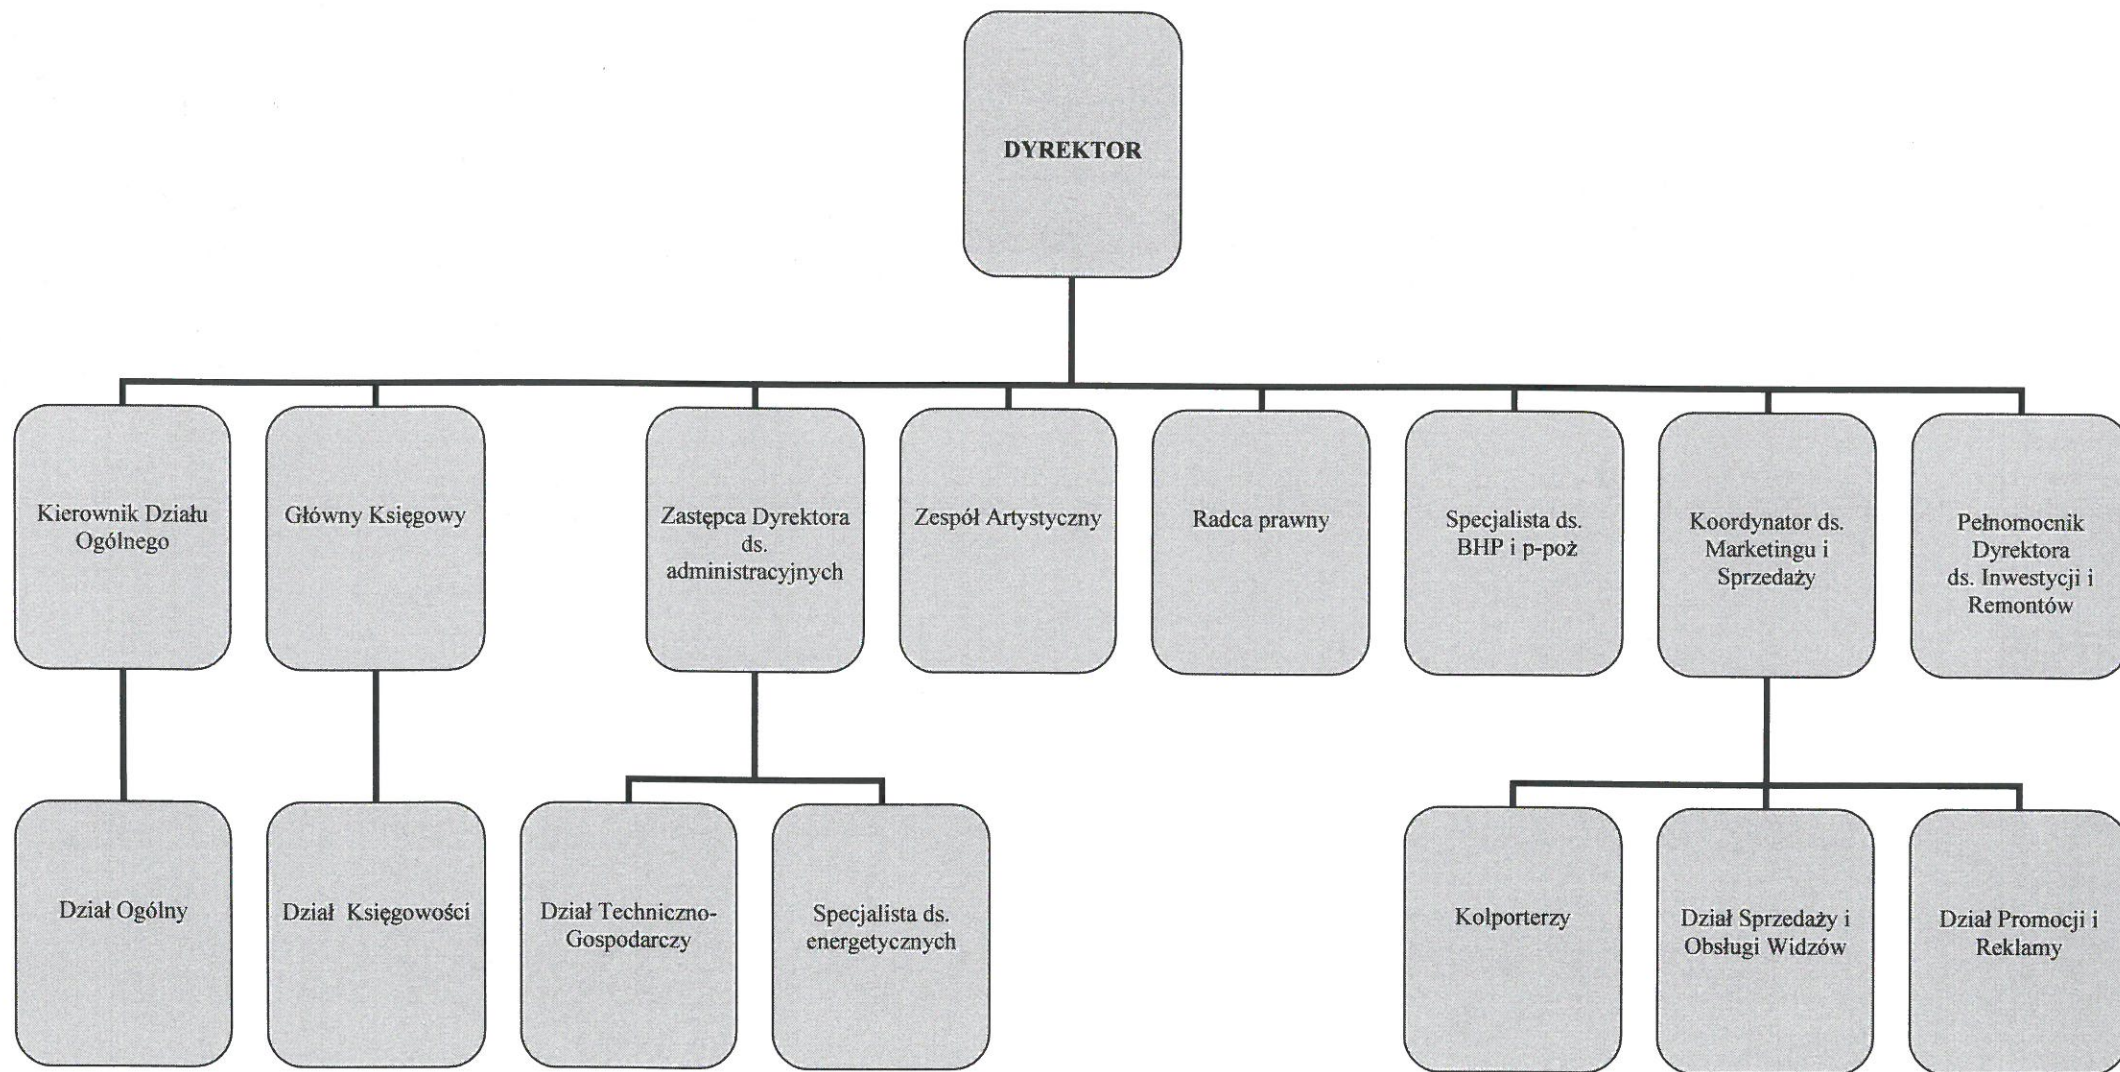 DYREKTOR
Kierownik Działu
Ogólnego
Główny Księgowy
Zastępca Dyrektora
ds.
administracyjnych
Zespół Artystyczny
Radca prawny
Specjalista ds.
BHP i p-poż
Koordynator ds.
Marketingu i
Sprzedaży
Pełnomocnik
Dyrektora
ds. Inwestycji i
Remontów
Dział Ogólny
Dział Księgowości
Dział Techniczno-
Gospodarczy
Specjalista ds.
energetycznych
Kolporterzy
Dział Sprzedaży i
Obsługi Widzów
Dział Promocji i
Reklamy